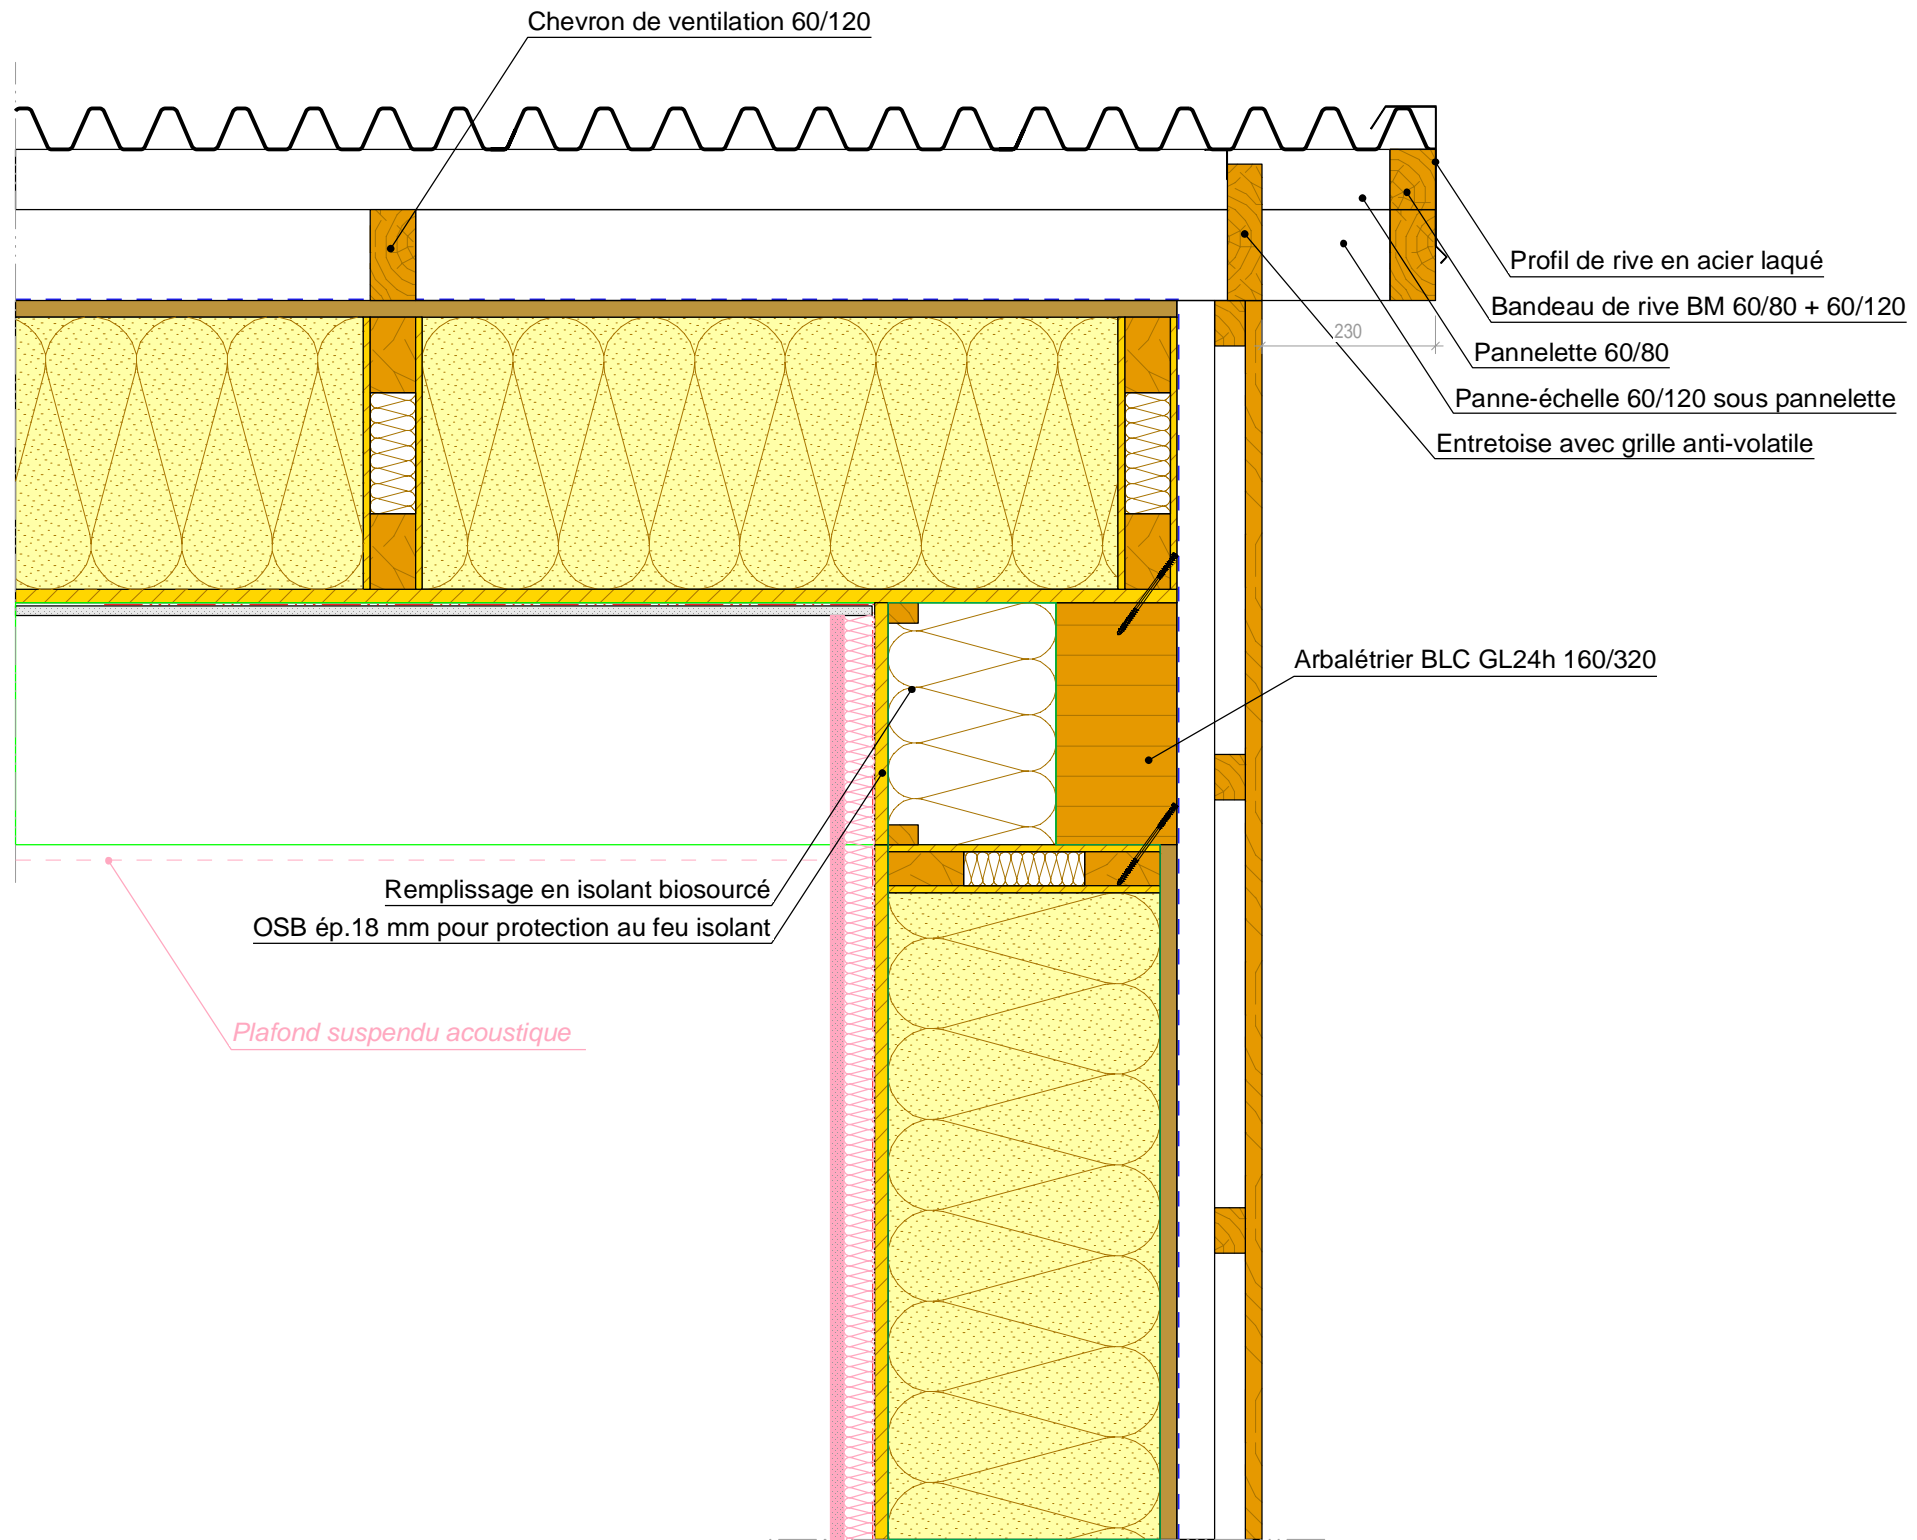 Chevron de ventilation 60/120
Profil de rive en acier laqué
Bandeau de rive BM 60/80 + 60/120
230
Pannelette 60/80
Panne-échelle 60/120 sous pannelette
Entretoise avec grille anti-volatile
Arbalétrier BLC GL24h 160/320
Remplissage en isolant biosourcé
OSB ép.18 mm pour protection au feu isolant
Plafond suspendu acoustique